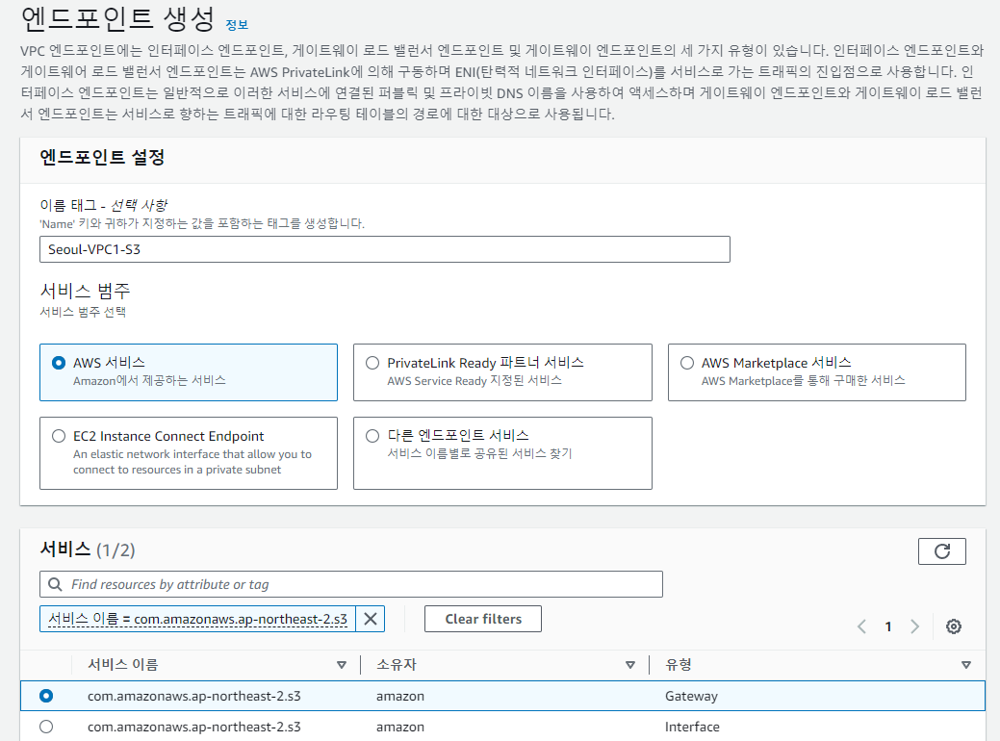 엔드포인트 생성 정보
VPC 엔드포인트에는 인터페이스 엔드포인트, 게이트웨이 로드 밸런서 엔드포인트 및 게이트웨이 엔드포인트의 세 가지 유형이 있습니다. 인터페이스 엔드포인트와
게이트웨어 로드 밸런서 엔드포인트는 AWS PrivateLink에 의해 구동하며 ENI(탄력적 네트워크 인터페이스)를 서비스로 가는 트래픽의 진입점으로 사용합니다. 인
터페이스 엔드포인트는 일반적으로 이러한 서비스에 연결된 퍼블릭 및 프라이빗 DNS 이름을 사용하여 액세스하며 게이트웨이 엔드포인트와 게이트웨이 로드 밸런
서 엔드포인트는 서비스로 향하는 트래픽에 대한 라우팅 테이블의 경로에 대한 대상으로 사용됩니다.
엔드포인트 설정
이름 태그 - 선택 사항
'Name' 키와 귀하가 지정하는 값을 포함하는 태그를 생성합니다.
Seoul-VPC1-S3
서비스 범주
서비스 범주 선택
AWS 서비스
Amazon에서 제공하는 서비스
PrivateLink Ready 파트너 서비스
AWS Service Ready 지정된 서비스
AWS Marketplace 서비스
AWS Marketplace를 통해 구매한 서비스
EC2 Instance Connect Endpoint
An elastic network interface that allow you to
connect to resources in a private subnet
다른 엔드포인트 서비스
서비스 이름별로 공유된 서비스 찾기
서비스 (1/2)
Find resources by attribute or tag
서비스 이름 = com.amazonaws.ap-northeast-2.s3
Clear filters
1
서비스 이름 소유자 유형
com.amazonaws.ap-northeast-2.s3 amazon Gateway
com.amazonaws.ap-northeast-2.s3 amazon Interface